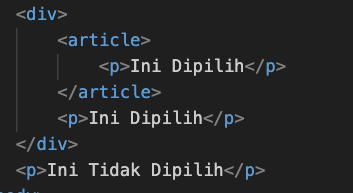 <div>
<article>
<p>Ini Dipilih</p>
</article>
<p>Ini Dipilih</p>
</div>
<p>Ini Tidak Dipilih</p>